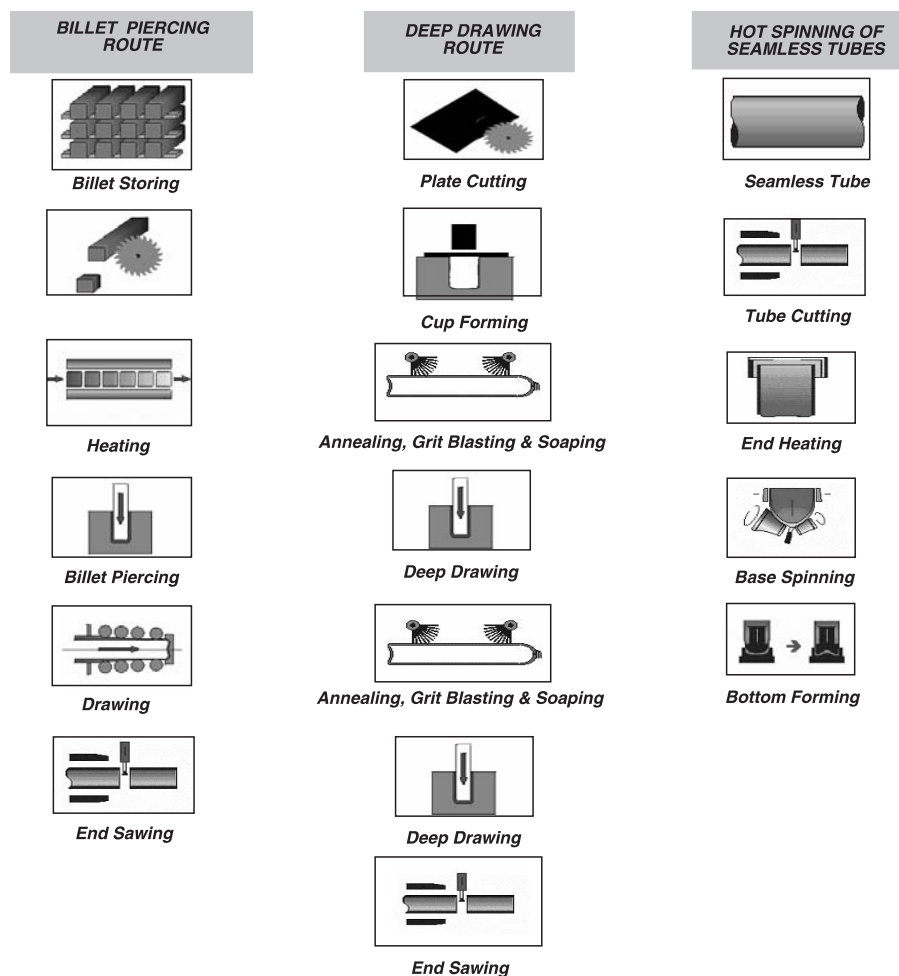 BILLET PIERCING
ROUTE
Billet Storing
Heating
Billet Piercing
Drawing
End Sawing
DEEP DRAWING
ROUTE
Plate Cutting
Cup Forming
Annealing, Grit Blasting & Soaping
Deep Drawing
Annealing, Grit Blasting & Soaping
Deep Drawing
End Sawing
HOT SPINNING OF
SEAMLESS TUBES
Seamless Tube
Tube Cutting
End Heating
Base Spinning
Bottom Forming